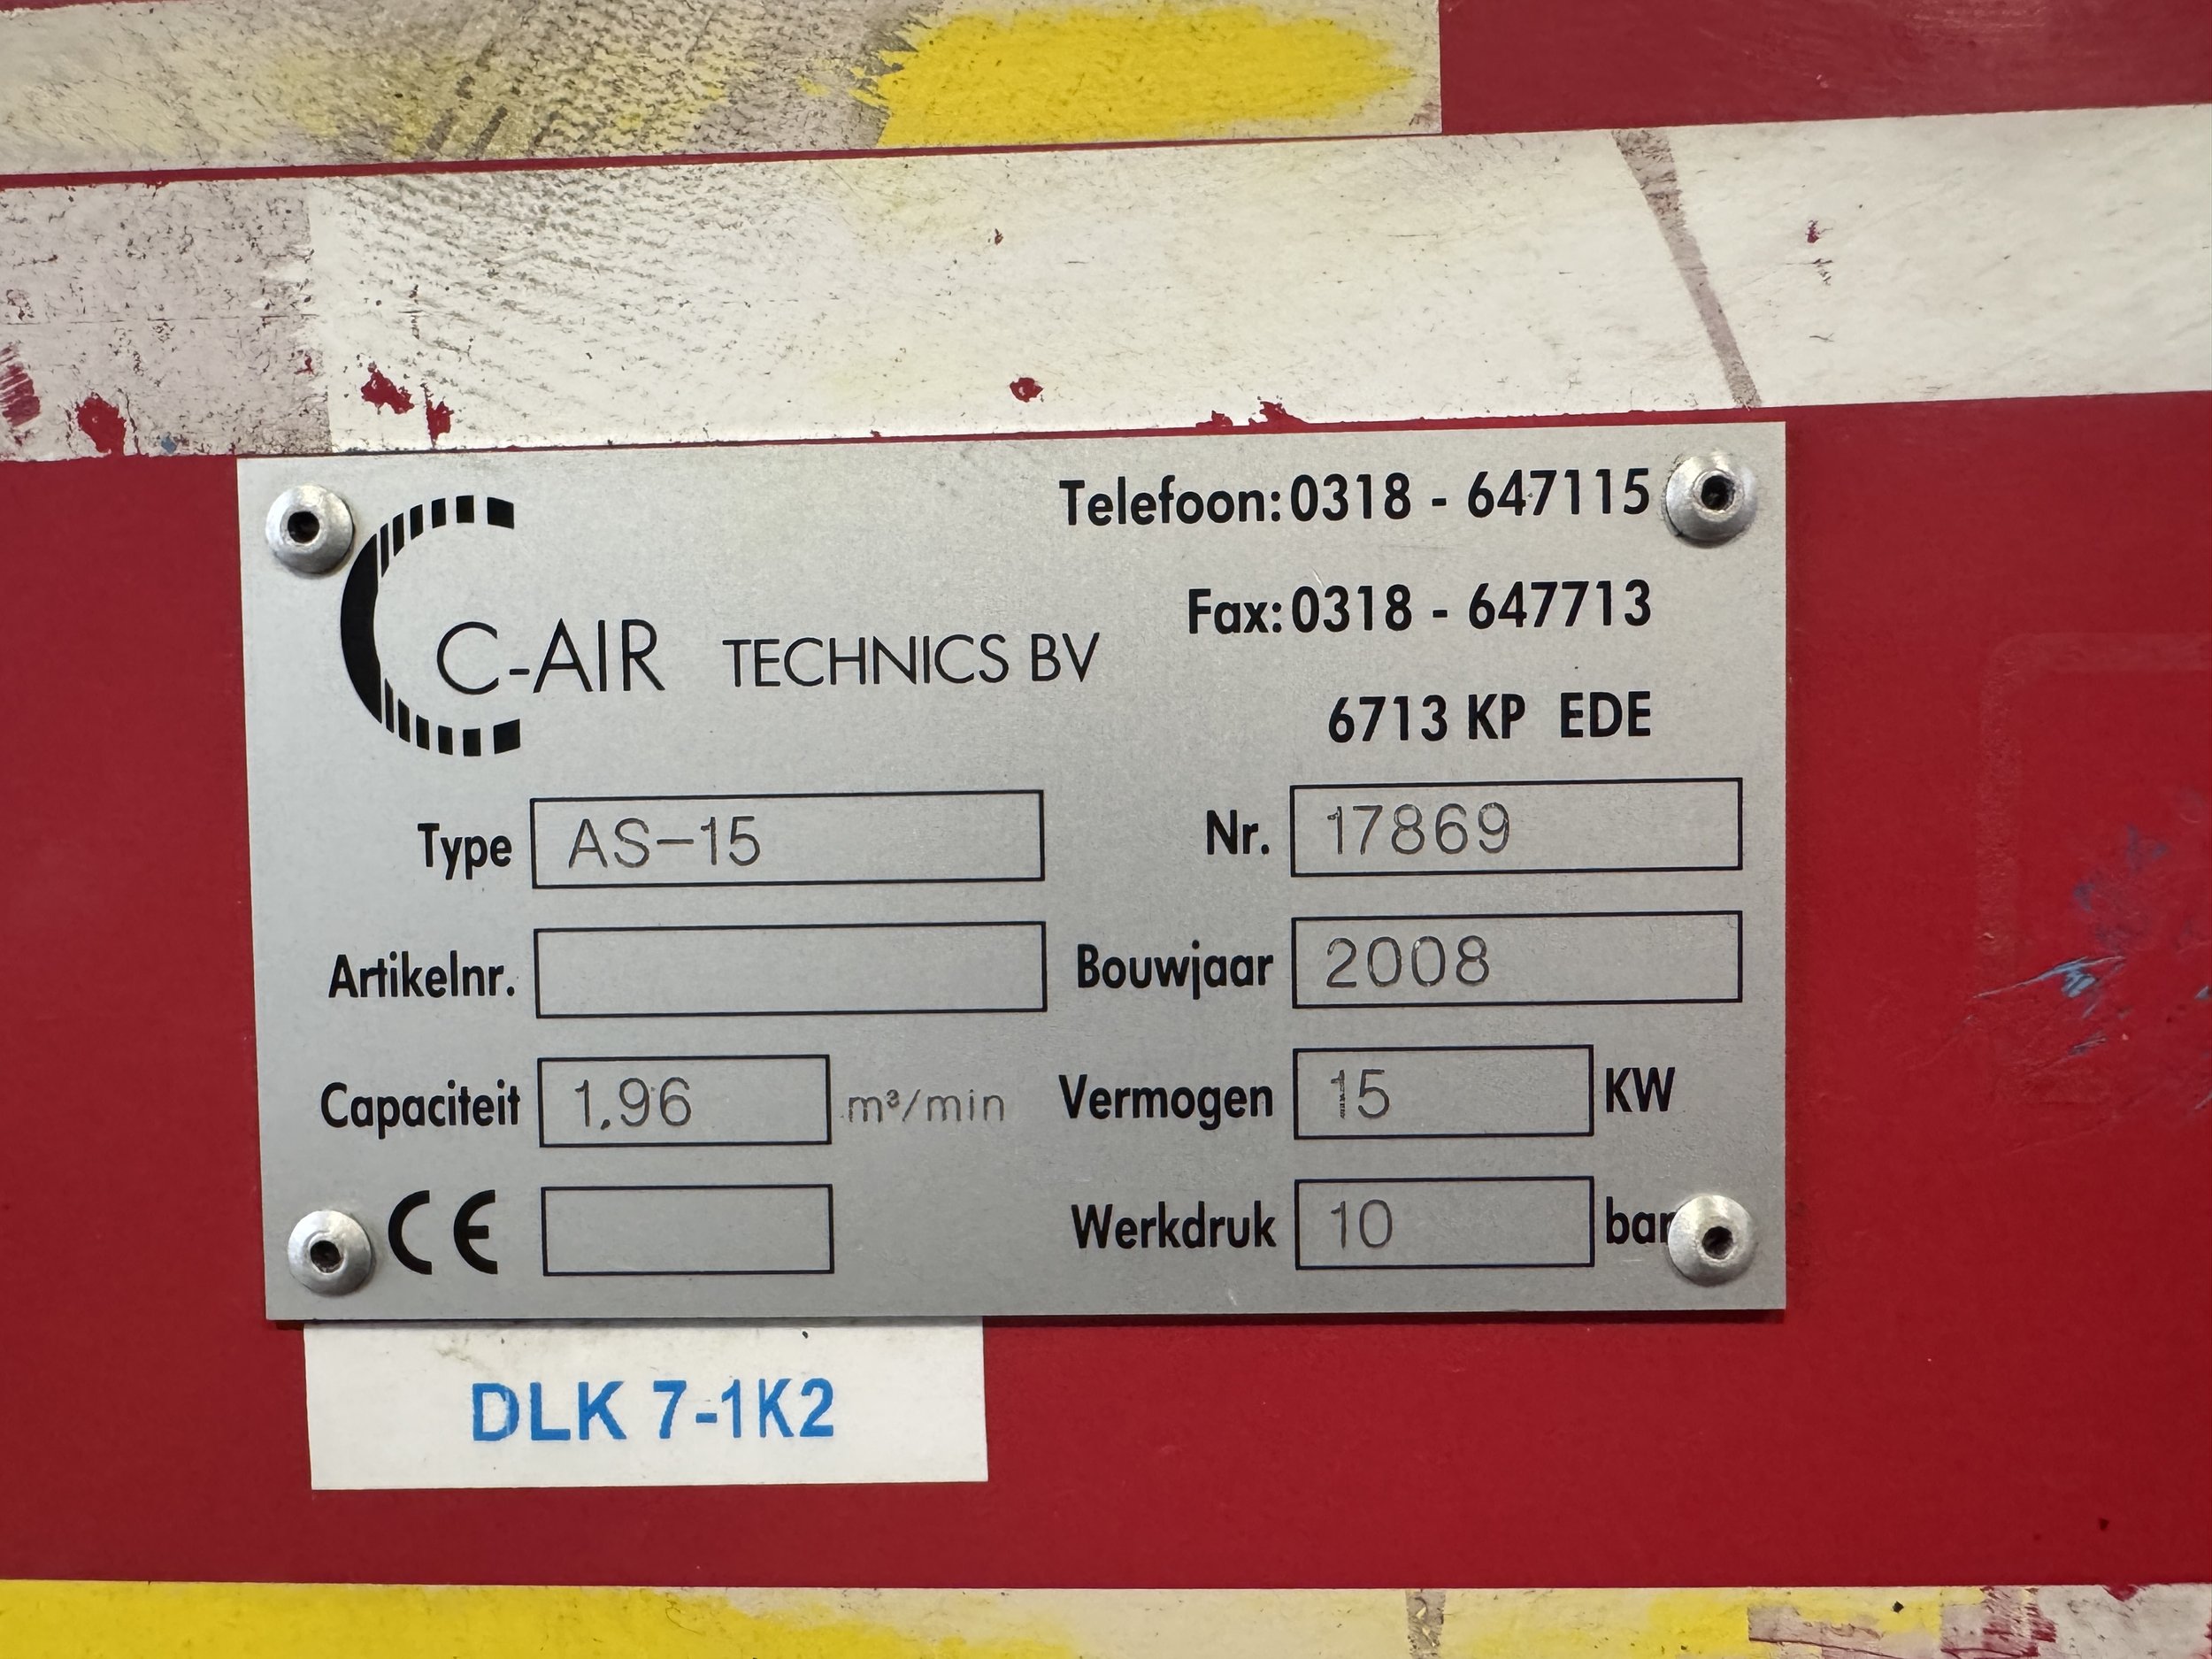 Telefoon: 0318 - 647115
Fax: 0318 - 647713
C-AIR TECHNICS BV
6713 KP EDE
Type AS-15 Nr. 17869
Artikelnr. Bouwjaar 2008
Capaciteit 1.96 m³/min Vermogen 15 KW
CE Werkdruk 10 bar
DLK 7-1K2